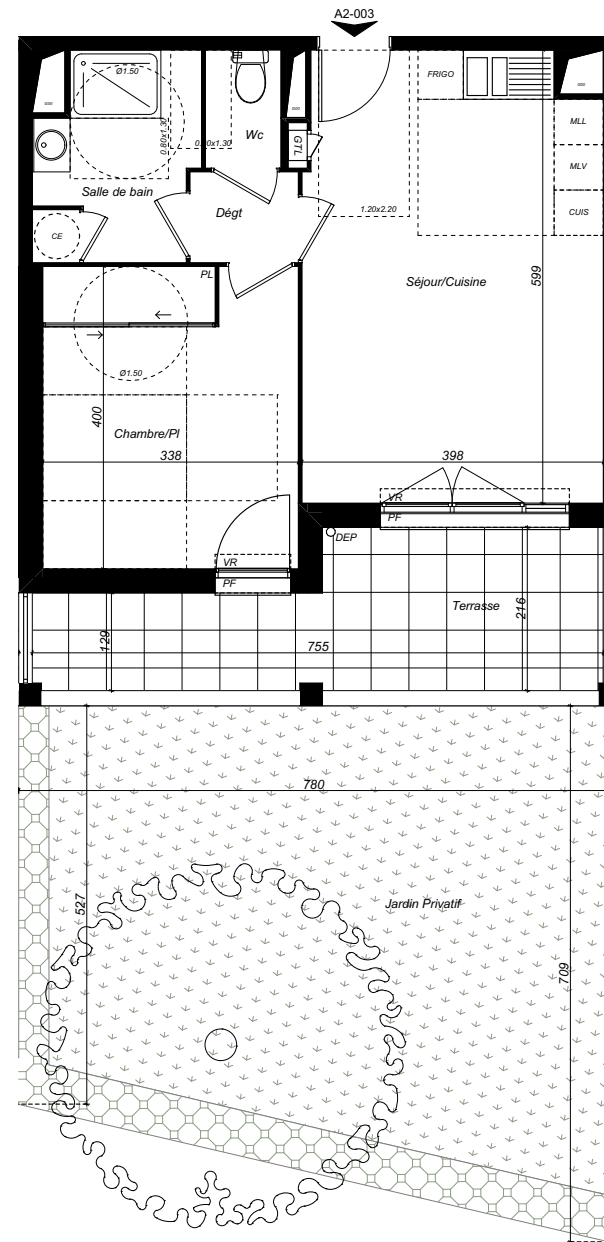 A2-003
Ø1.50
0.80x1.30
0.80x1.30
Wc
GTL
FRIGO
MLL
MLV
CUIS
Salle de bain
Dégt
1.20x2.20
CE
PL
Séjour/Cuisine
599
Ø1.50
400
Chambre/Pl
338
398
VR
PF
DEP
VR
PF
Terrasse
216
129
755
780
527
Jardin Privatif
709